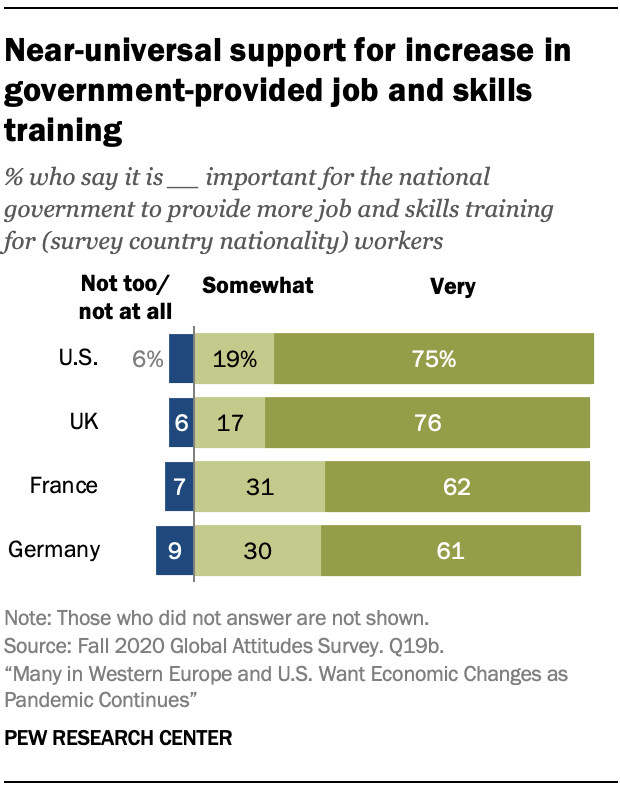 Near-universal support for increase in
government-provided job and skills
training
% who say it is __ important for the national
government to provide more job and skills training
for (survey country nationality) workers
Not too/
not at all
Somewhat
Very
U.S. 6% 19% 75%
UK 6 17 76
France 7 31 62
Germany 9 30 61
Note: Those who did not answer are not shown.
Source: Fall 2020 Global Attitudes Survey. Q19b.
“Many in Western Europe and U.S. Want Economic Changes as
Pandemic Continues”
PEW RESEARCH CENTER